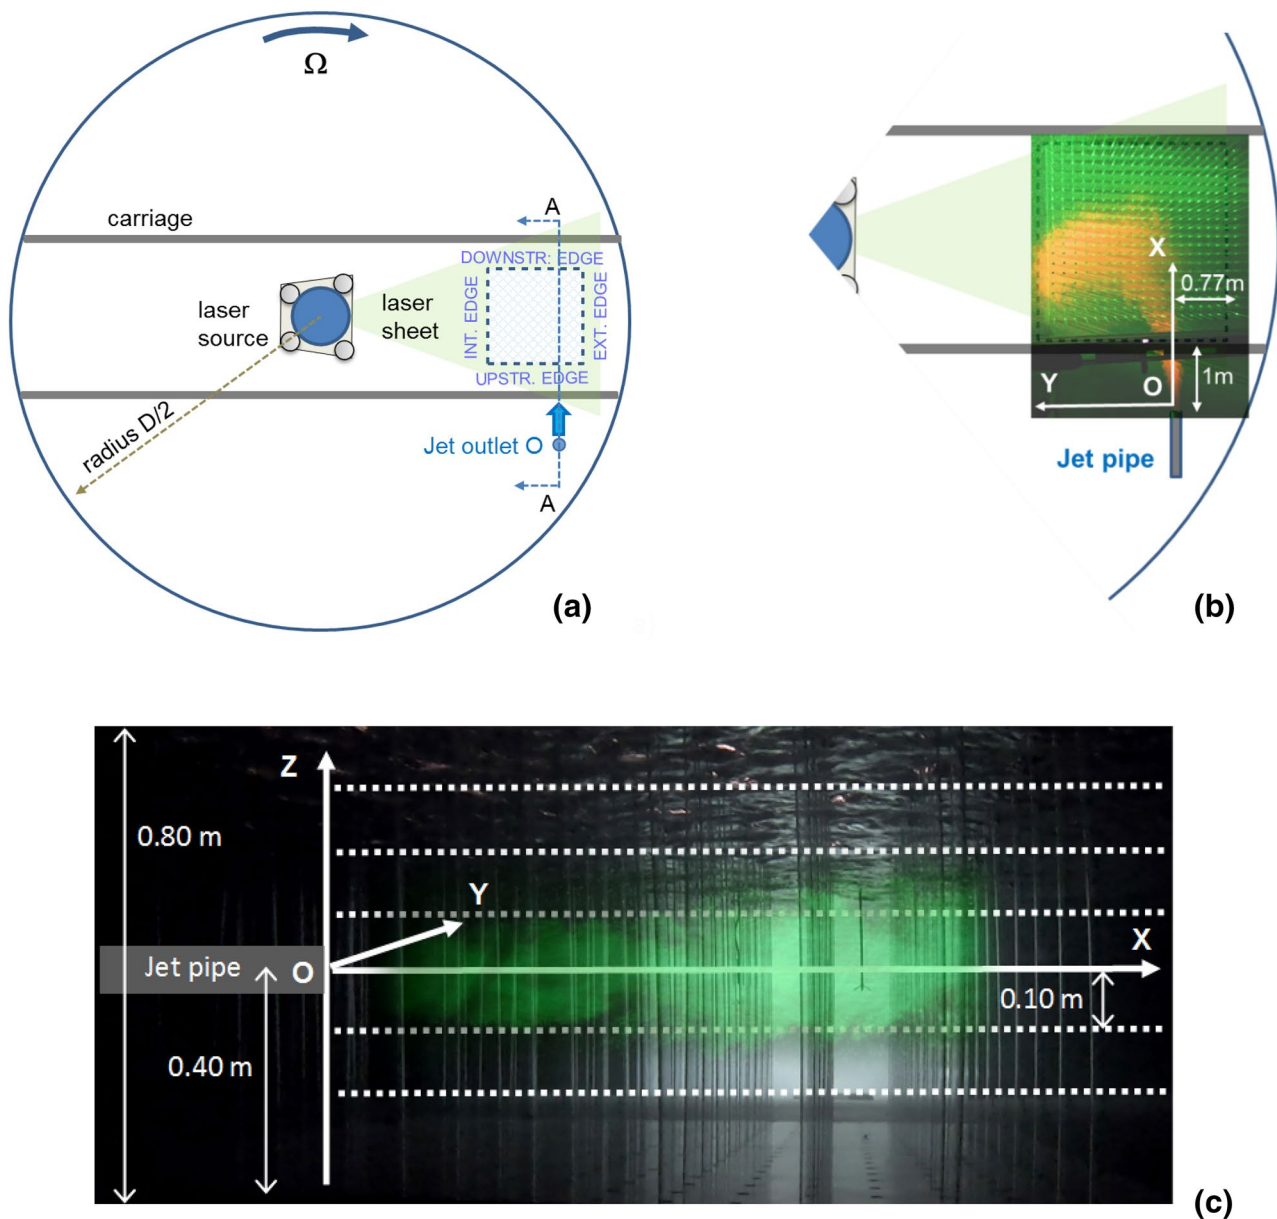 Ω
carriage
A
DOWNSTR: EDGE
laser
source
laser
sheet
INT. EDGE
EXT. EDGE
UPSTR. EDGE
radius D/2
Jet outlet O
A
(a)
X
0.77m
Y
O
1m
Jet pipe
(b)
Z
0.80 m
Y
Jet pipe
O
X
0.10 m
0.40 m
(c)